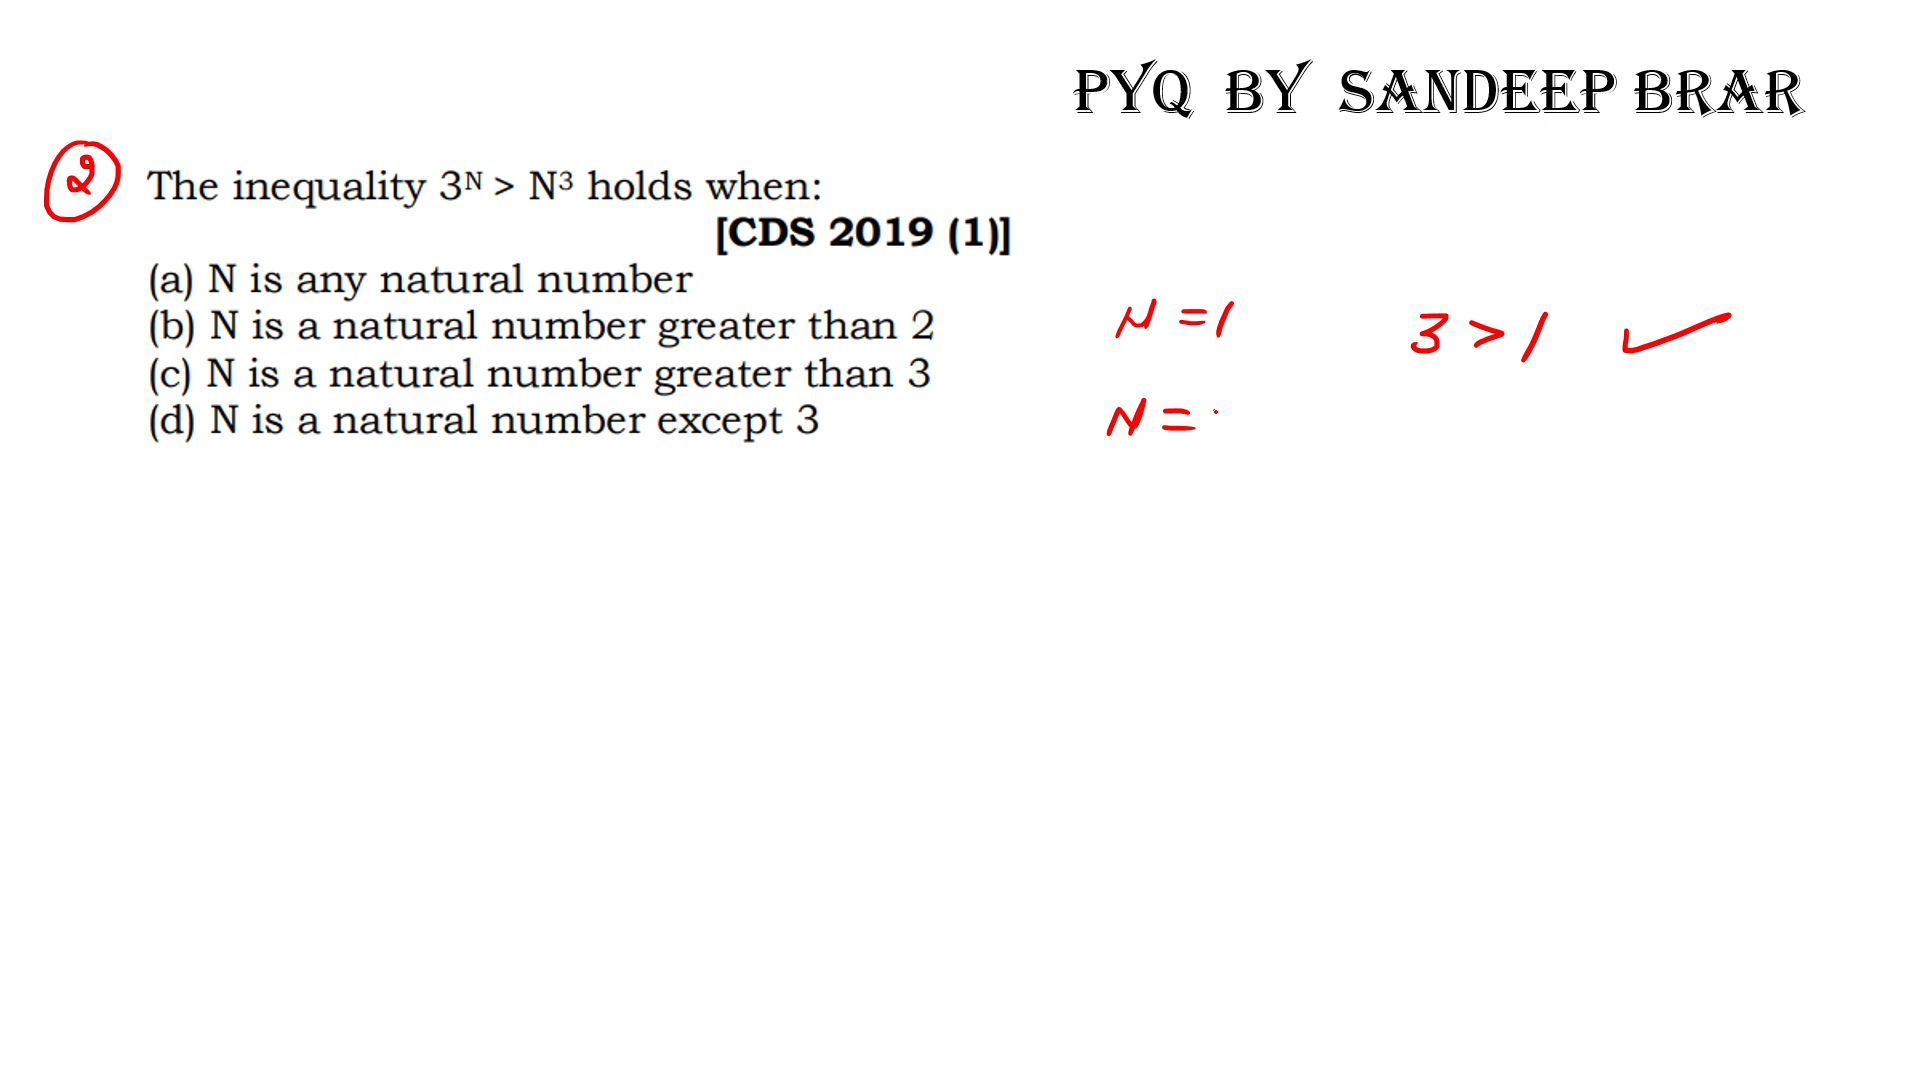 PYQ BY SANDEEP BRAR
2 The inequality 3ᴺ > N³ holds when:
[CDS 2019 (1)]
(a) N is any natural number
(b) N is a natural number greater than 2
(c) N is a natural number greater than 3
(d) N is a natural number except 3
N = 1 3 > 1 ✓
N =